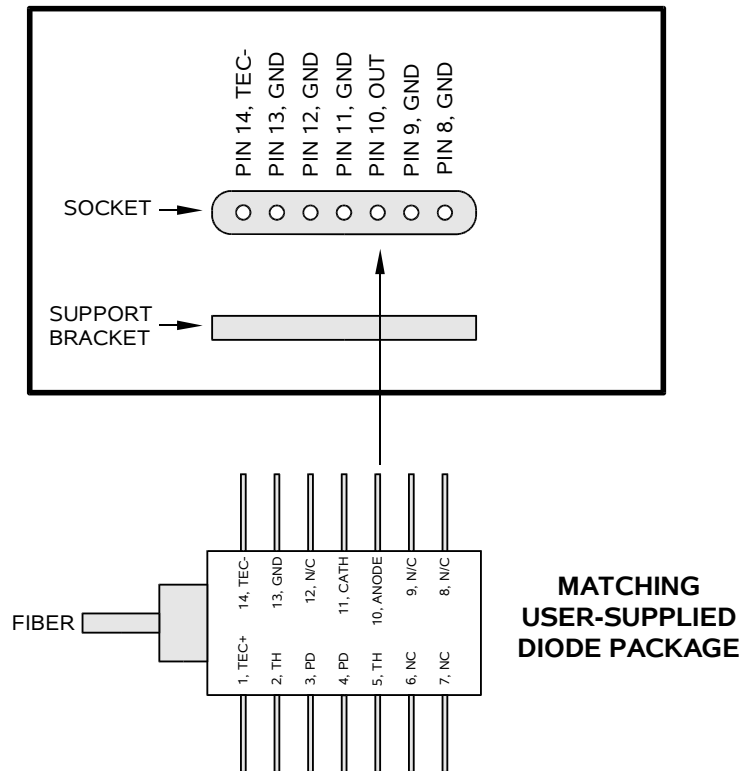 PIN 14, TEC-
PIN 13, GND
PIN 12, GND
PIN 11, GND
PIN 10, OUT
PIN 9, GND
PIN 8, GND
SOCKET
SUPPORT
BRACKET
14, TEC-
13, GND
12, N/C
11, CATH
10, ANODE
9, N/C
8, N/C
FIBER
1, TEC+
2, TH
3, PD
4, PD
5, TH
6, NC
7, NC
MATCHING
USER-SUPPLIED
DIODE PACKAGE